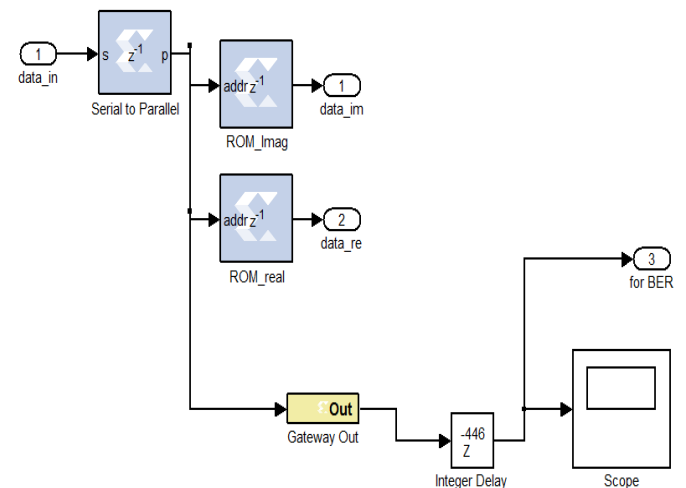 1
data_in
s z-1 p
Serial to Parallel
addr z-1
ROM_Imag
1
data_im
addr z-1
ROM_real
2
data_re
3
for BER
Out
Gateway Out
-446
Z
Integer Delay
Scope